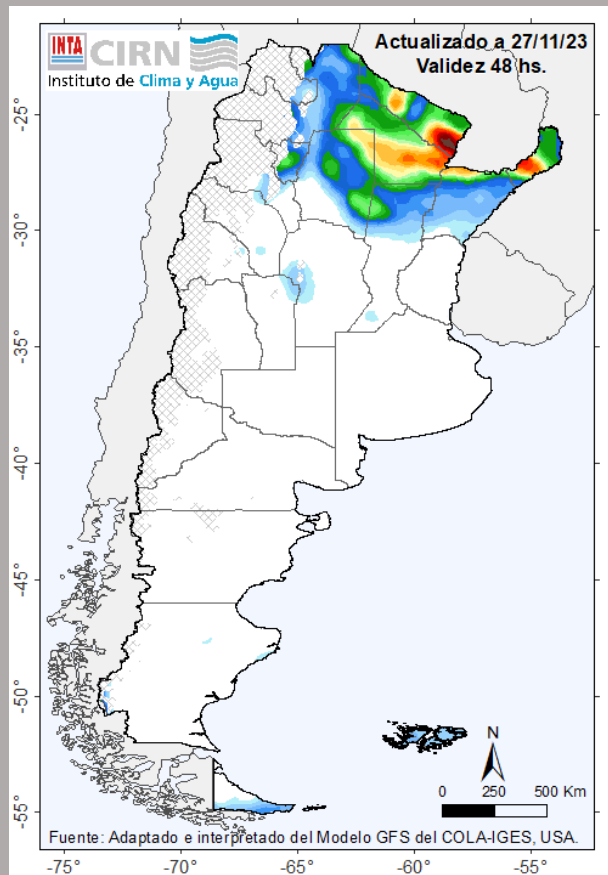 INTA CIRN
Instituto de Clima y Agua
Actualizado a 27/11/23
Validez 48 hs.
-25°
-30°
-35°
-40°
-45°
-50°
-55°
N
0 250 500 Km
Fuente: Adaptado e interpretado del Modelo GFS del COLA-IGES, USA.
-75° -70° -65° -60° -55°